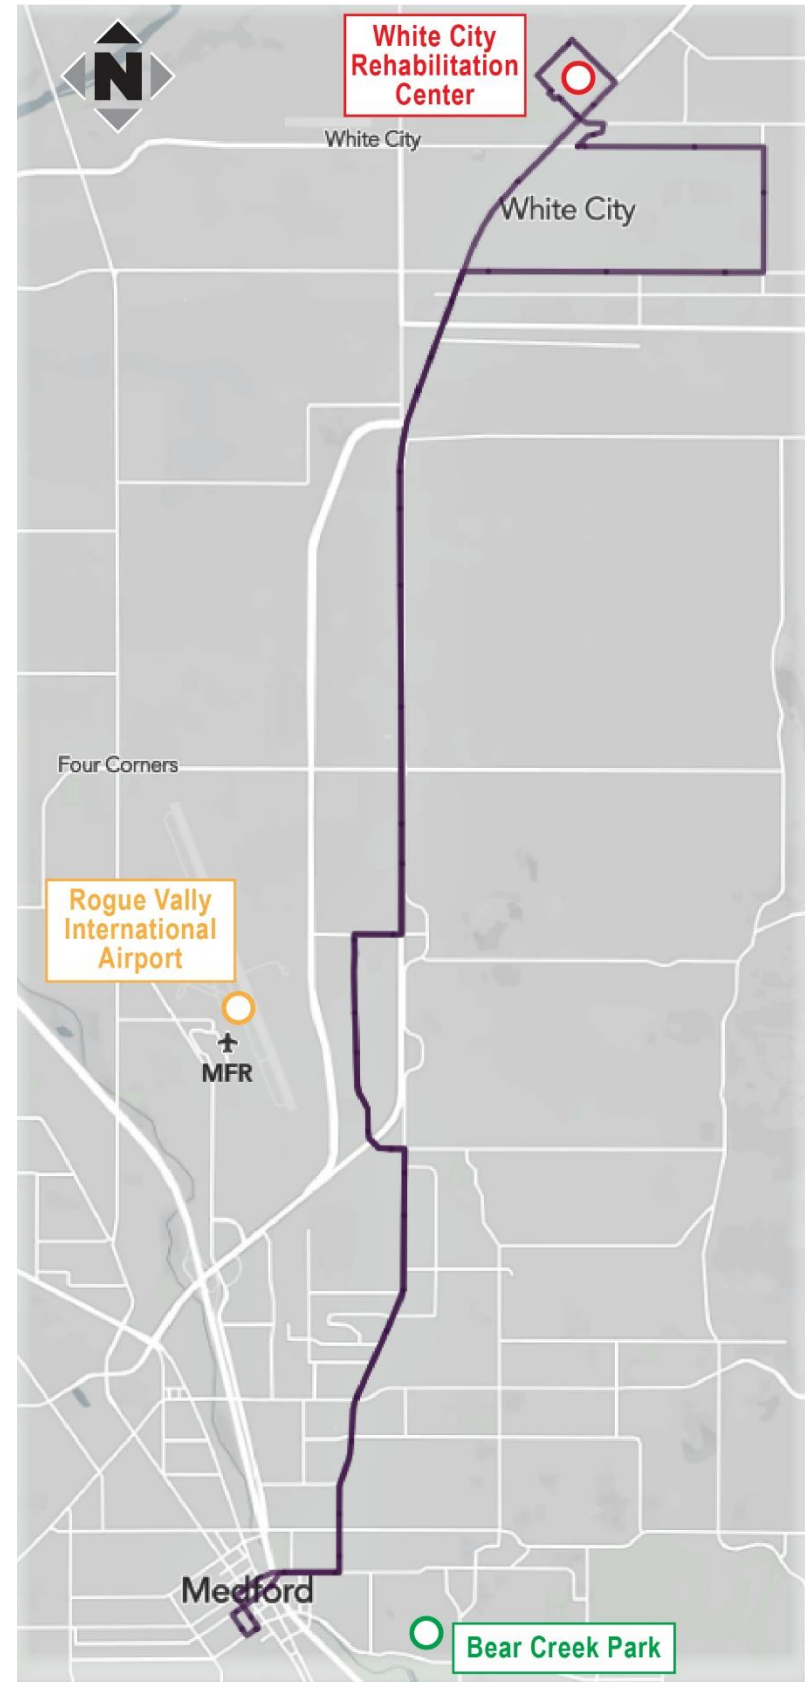 N
White City
Rehabilitation
Center
White City
White City
Four Corners
Rogue Vally
International
Airport
MFR
Medford
Bear Creek Park